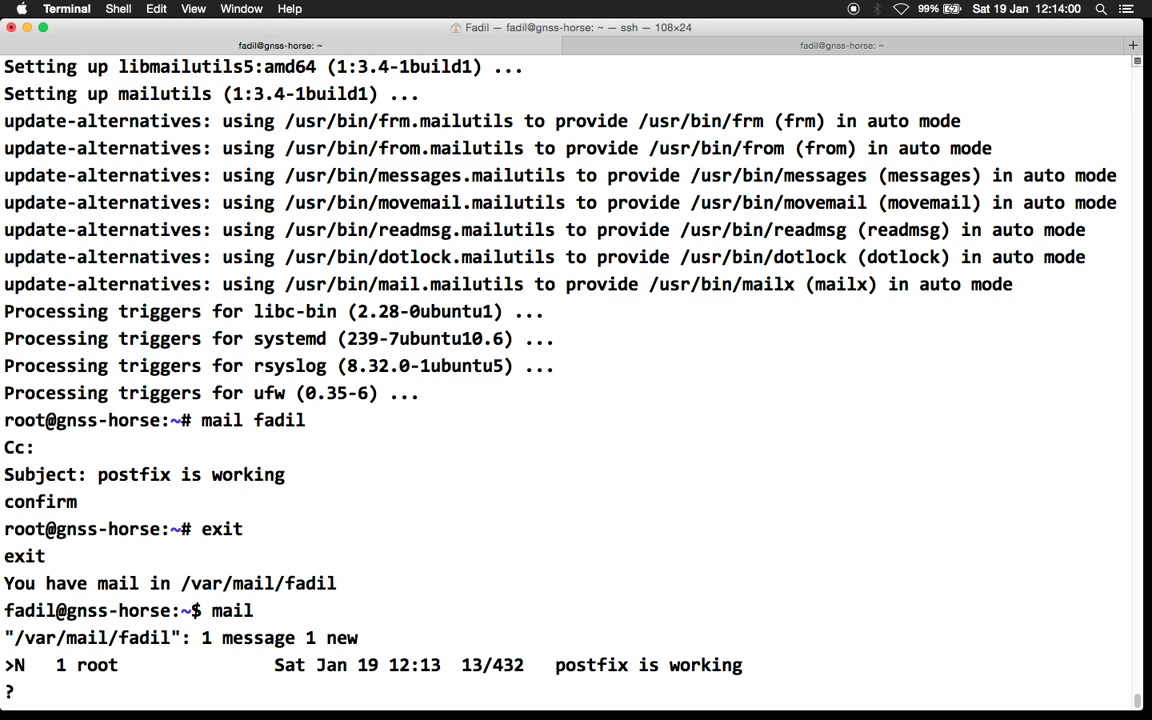 Terminal Shell Edit View Window Help 99% Sat 19 Jan 12:14:00
Fadil — fadil@gnss-horse: ~ — ssh — 108×24
fadil@gnss-horse: ~ fadil@gnss-horse: ~ +
Setting up libmailutils5:amd64 (1:3.4-1build1) ...
Setting up mailutils (1:3.4-1build1) ...
update-alternatives: using /usr/bin/frm.mailutils to provide /usr/bin/frm (frm) in auto mode
update-alternatives: using /usr/bin/from.mailutils to provide /usr/bin/from (from) in auto mode
update-alternatives: using /usr/bin/messages.mailutils to provide /usr/bin/messages (messages) in auto mode
update-alternatives: using /usr/bin/movemail.mailutils to provide /usr/bin/movemail (movemail) in auto mode
update-alternatives: using /usr/bin/readmsg.mailutils to provide /usr/bin/readmsg (readmsg) in auto mode
update-alternatives: using /usr/bin/dotlock.mailutils to provide /usr/bin/dotlock (dotlock) in auto mode
update-alternatives: using /usr/bin/mail.mailutils to provide /usr/bin/mailx (mailx) in auto mode
Processing triggers for libc-bin (2.28-0ubuntu1) ...
Processing triggers for systemd (239-7ubuntu10.6) ...
Processing triggers for rsyslog (8.32.0-1ubuntu5) ...
Processing triggers for ufw (0.35-6) ...
root@gnss-horse:~# mail fadil
Cc:
Subject: postfix is working
confirm
root@gnss-horse:~# exit
exit
You have mail in /var/mail/fadil
fadil@gnss-horse:~$ mail
"/var/mail/fadil": 1 message 1 new
>N   1 root               Sat Jan 19 12:13  13/432   postfix is working
?